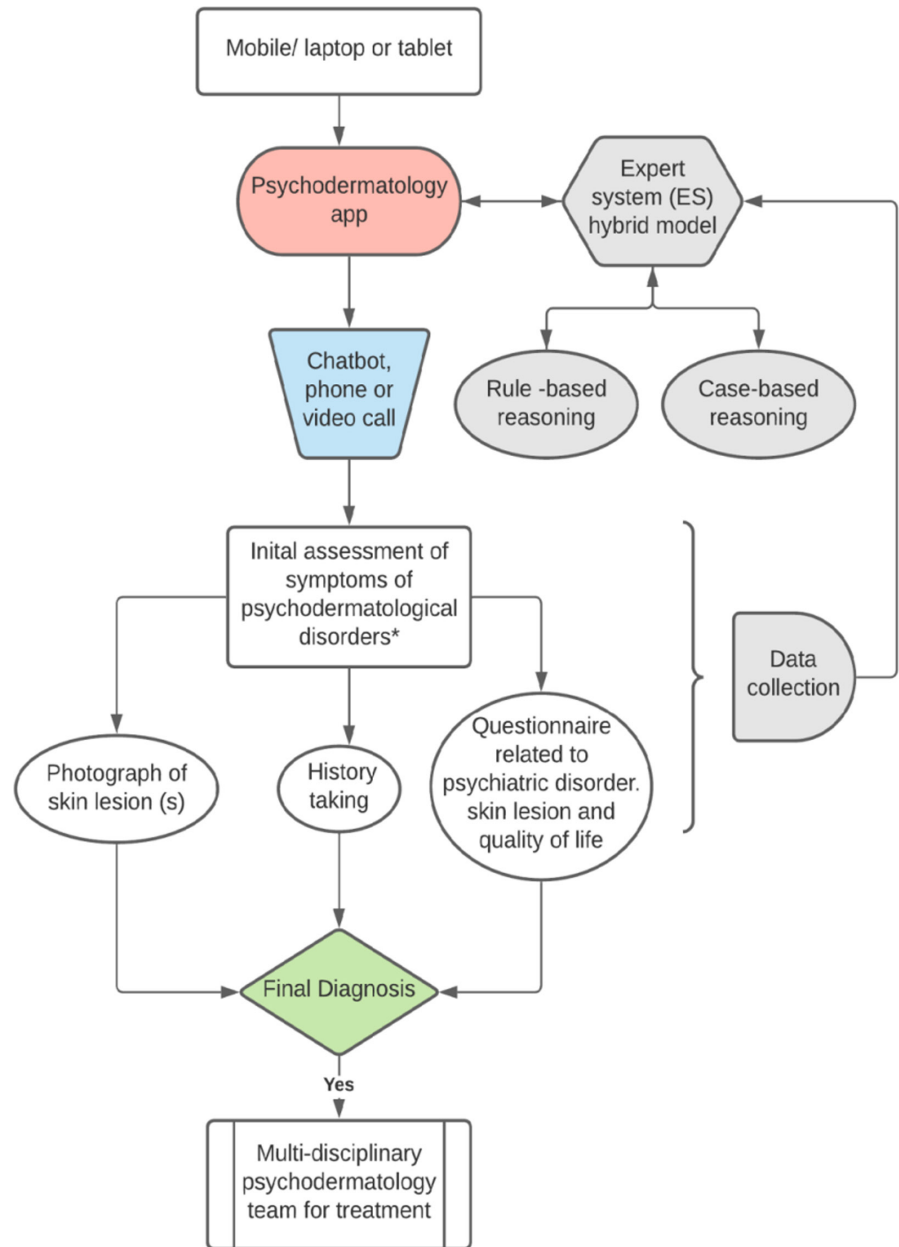 Mobile/ laptop or tablet
Psychodermatology
app
Expert
system (ES)
hybrid model
Chatbot,
phone or
video call
Rule -based
reasoning
Case-based
reasoning
Inital assessment of
symptoms of
psychodermatological
disorders*
Data
collection
Photograph of
skin lesion (s)
History
taking
Questionnaire
related to
psychiatric disorder.
skin lesion and
quality of life
Final Diagnosis
Yes
Multi-disciplinary
psychodermatology
team for treatment